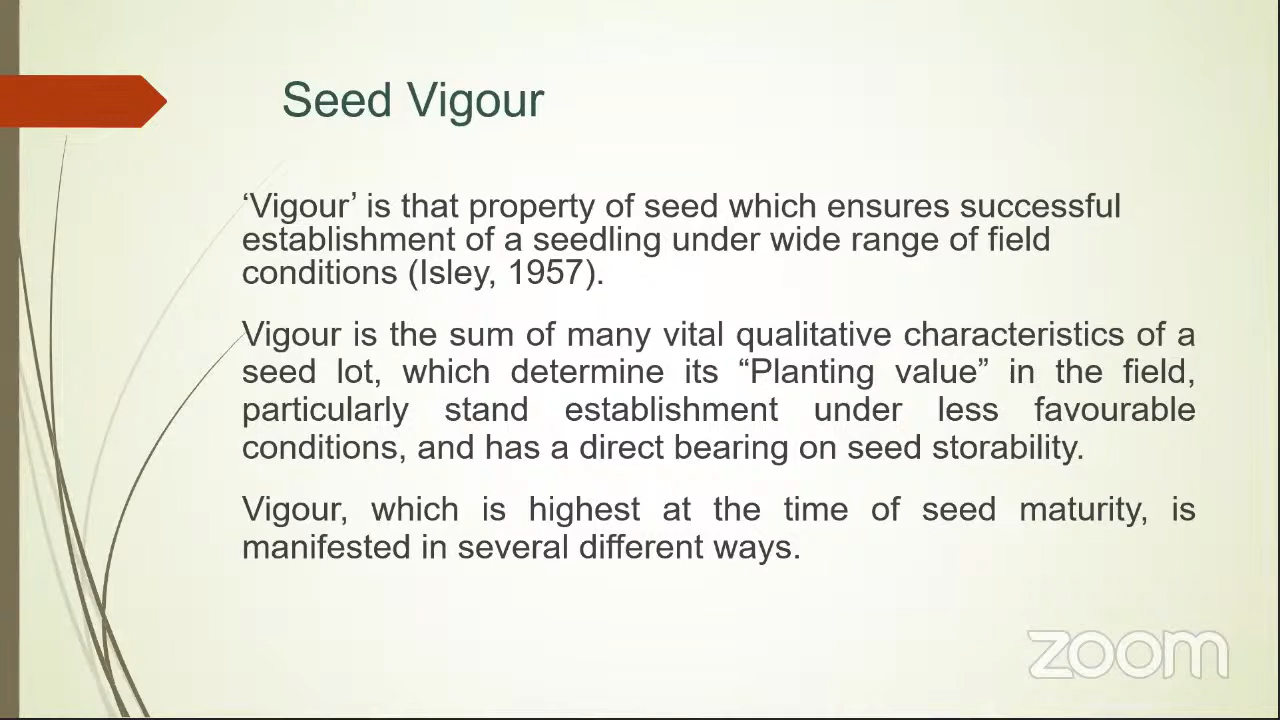 Seed Vigour
‘Vigour’ is that property of seed which ensures successful
establishment of a seedling under wide range of field
conditions (Isley, 1957).
Vigour is the sum of many vital qualitative characteristics of a
seed lot, which determine its “Planting value” in the field,
particularly stand establishment under less favourable
conditions, and has a direct bearing on seed storability.
Vigour, which is highest at the time of seed maturity, is
manifested in several different ways.
zoom